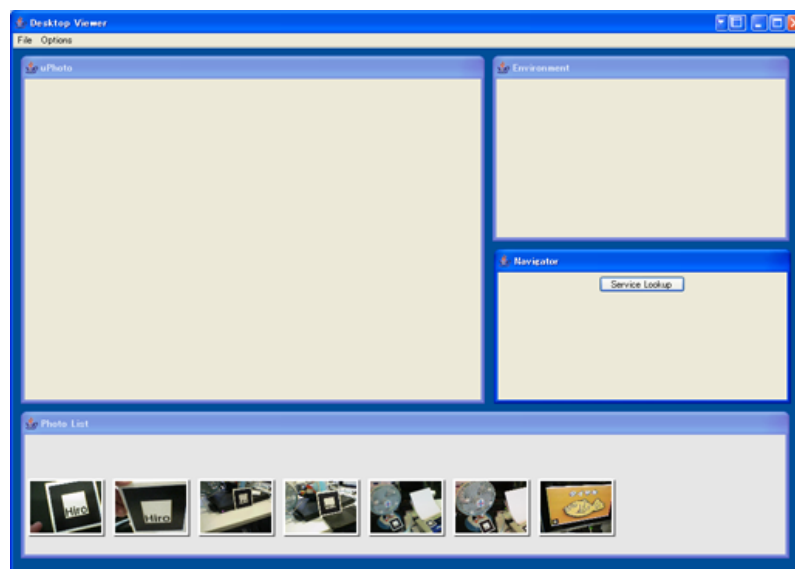 Desktop Viewer
File Options
uPhoto
Environment
Navigator
Service Lookup
Photo List
Hiro
Hiro